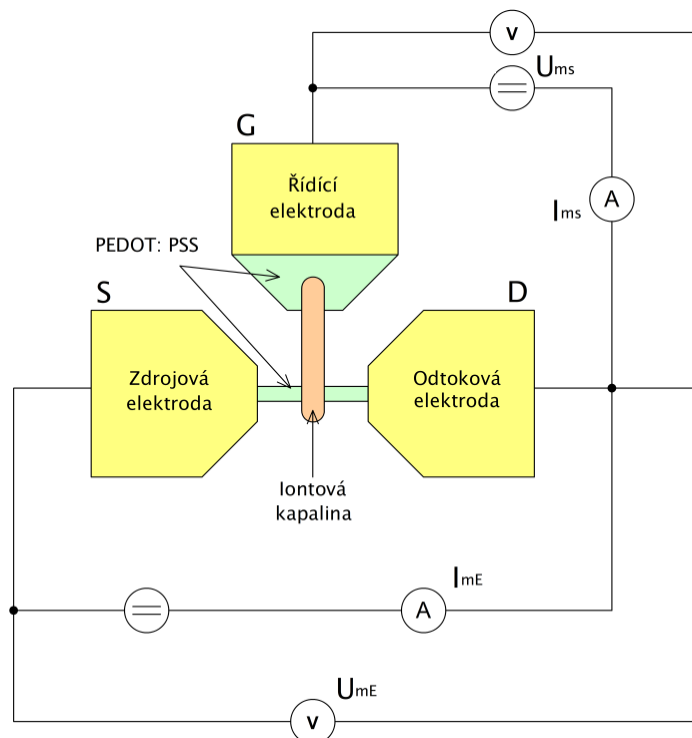 V
Ums
G
Řídící
elektroda
A
Ims
PEDOT: PSS
S
D
Zdrojová
elektroda
Odtoková
elektroda
Iontová
kapalina
ImE
A
UmE
V